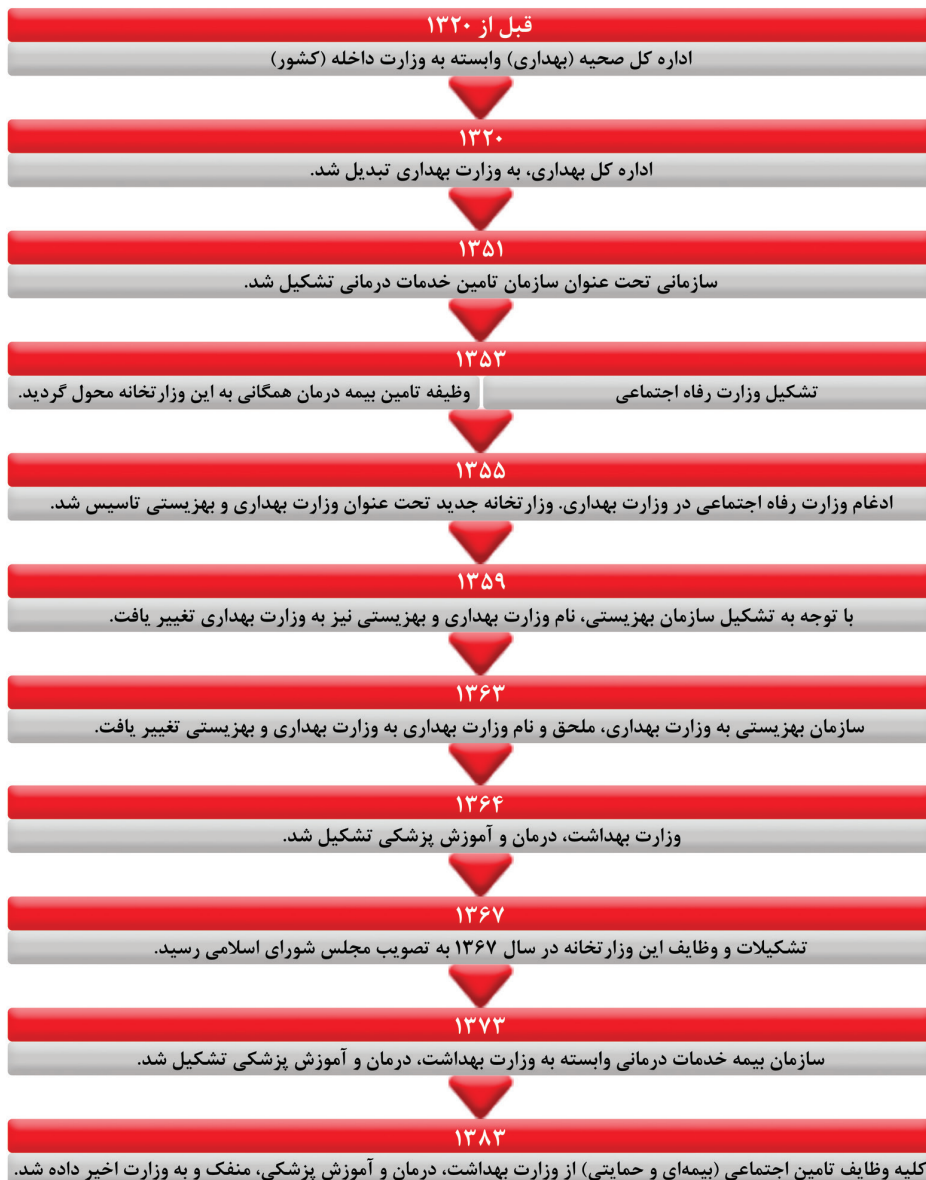 قبل از ۱۳۲۰
اداره کل صحیه (بهداری) وابسته به وزارت داخله (کشور)
۱۳۲۰
اداره کل بهداری، به وزارت بهداری تبدیل شد.
۱۳۵۱
سازمانی تحت عنوان سازمان تامین خدمات درمانی تشکیل شد.
۱۳۵۳
تشکیل وزارت رفاه اجتماعی
وظیفه تامین بیمه درمان همگانی به این وزارتخانه محول گردید.
۱۳۵۵
ادغام وزارت رفاه اجتماعی در وزارت بهداری. وزارتخانه جدید تحت عنوان وزارت بهداری و بهزیستی تاسیس شد.
۱۳۵۹
با توجه به تشکیل سازمان بهزیستی، نام وزارت بهداری و بهزیستی نیز به وزارت بهداری تغییر یافت.
۱۳۶۳
سازمان بهزیستی به وزارت بهداری، ملحق و نام وزارت بهداری به وزارت بهداری و بهزیستی تغییر یافت.
۱۳۶۴
وزارت بهداشت، درمان و آموزش پزشکی تشکیل شد.
۱۳۶۷
تشکیلات و وظایف این وزارتخانه در سال ۱۳۶۷ به تصویب مجلس شورای اسلامی رسید.
۱۳۷۳
سازمان بیمه خدمات درمانی وابسته به وزارت بهداشت، درمان و آموزش پزشکی تشکیل شد.
۱۳۸۳
کلیه وظایف تامین اجتماعی (بیمه‌ای و حمایتی) از وزارت بهداشت، درمان و آموزش پزشکی، منفک و به وزارت اخیر داده شد.